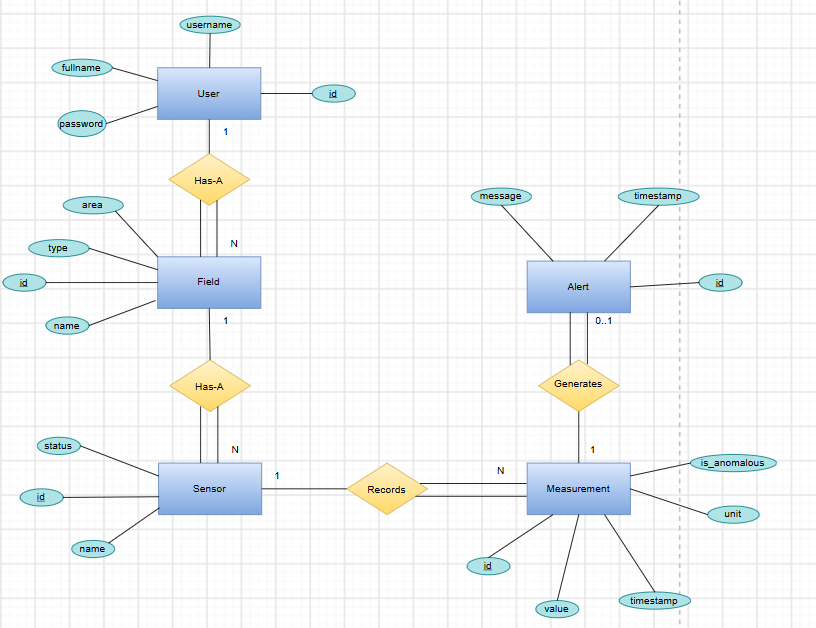 username
fullname
User
id
password
1
Has-A
area
message
timestamp
N
type
Field
id
Alert
id
name
1
0..1
Has-A
Generates
status
N
1
is_anomalous
1
N
Sensor
Records
Measurement
id
unit
name
id
value
timestamp